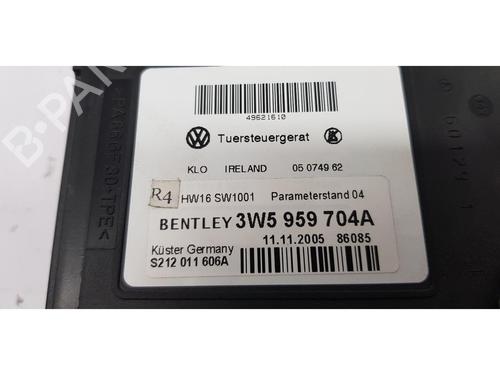 49621610
Tuersteuergerat
KLO IRELAND 05 0749 62
R4 HW16 SW1001 Parameterstand 04
BENTLEY 3W5 959 704A
11.11.2005 86085
Küster Germany
S212 011 606A
B-PARTS